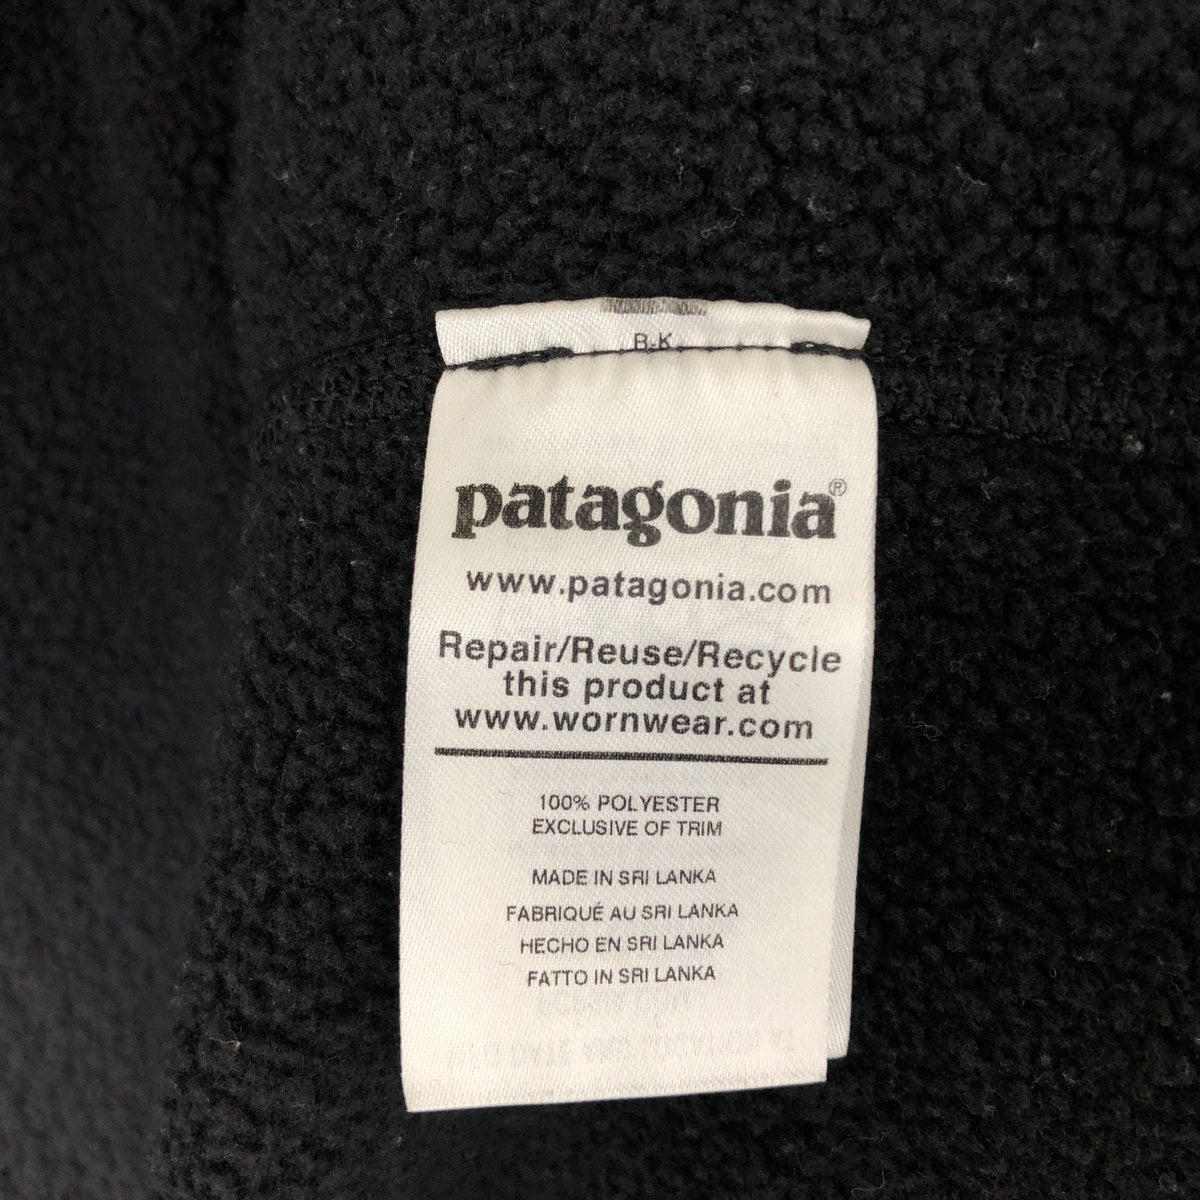 B.K
patagonia®
www.patagonia.com
Repair/Reuse/Recycle
this product at
www.wornwear.com
100% POLYESTER
EXCLUSIVE OF TRIM
MADE IN SRI LANKA
FABRIQUÉ AU SRI LANKA
HECHO EN SRI LANKA
FATTO IN SRI LANKA